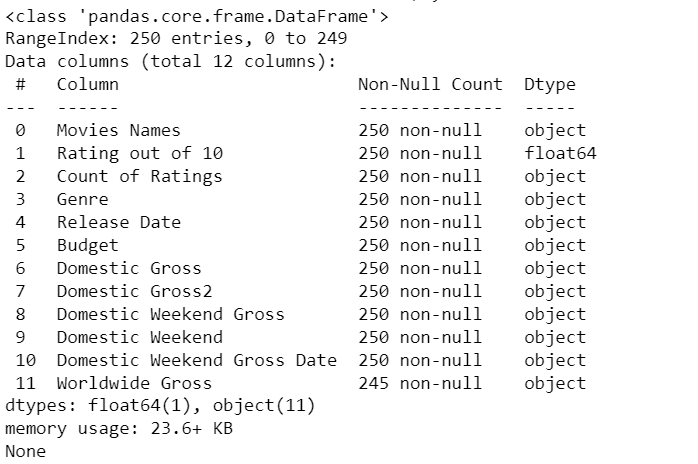 <class 'pandas.core.frame.DataFrame'>
RangeIndex: 250 entries, 0 to 249
Data columns (total 12 columns):
 #   Column                       Non-Null Count  Dtype
---  ------                       --------------  -----
 0   Movies Names                 250 non-null    object
 1   Rating out of 10             250 non-null    float64
 2   Count of Ratings             250 non-null    object
 3   Genre                        250 non-null    object
 4   Release Date                 250 non-null    object
 5   Budget                       250 non-null    object
 6   Domestic Gross               250 non-null    object
 7   Domestic Gross2              250 non-null    object
 8   Domestic Weekend Gross       250 non-null    object
 9   Domestic Weekend             250 non-null    object
 10  Domestic Weekend Gross Date  250 non-null    object
 11  Worldwide Gross              245 non-null    object
dtypes: float64(1), object(11)
memory usage: 23.6+ KB
None